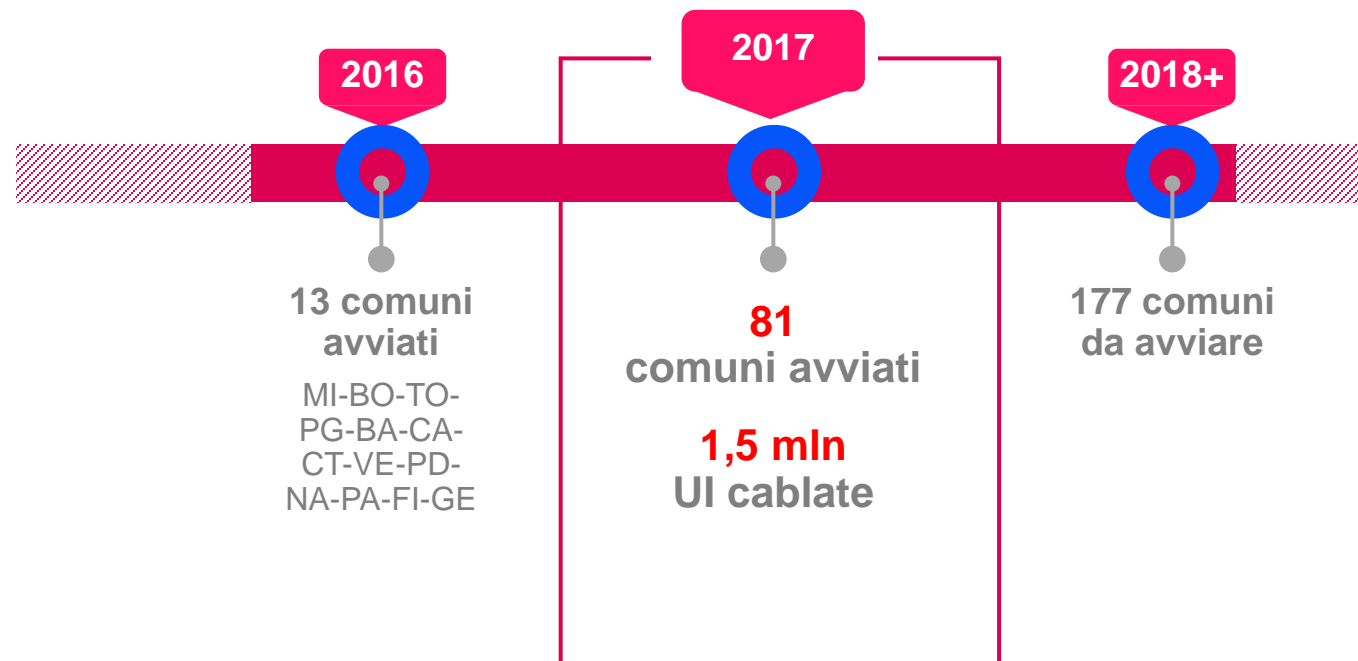 2016
2017
2018+
13 comuni
avviati
MI-BO-TO-
PG-BA-CA-
CT-VE-PD-
NA-PA-FI-GE
81
comuni avviati
1,5 mln
UI cablate
177 comuni
da avviare